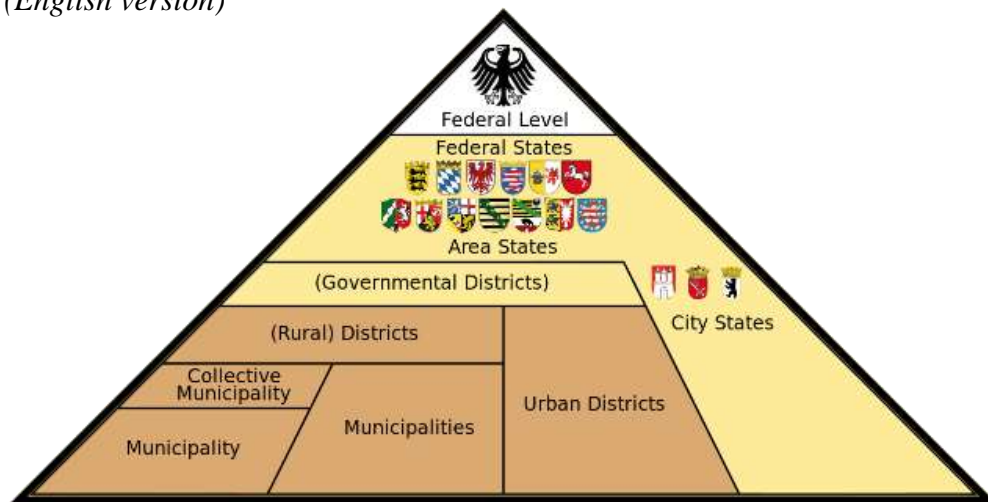 (English version)
Federal Level
Federal States
Area States
(Governmental Districts)
City States
(Rural) Districts
Collective
Municipality
Urban Districts
Municipalities
Municipality